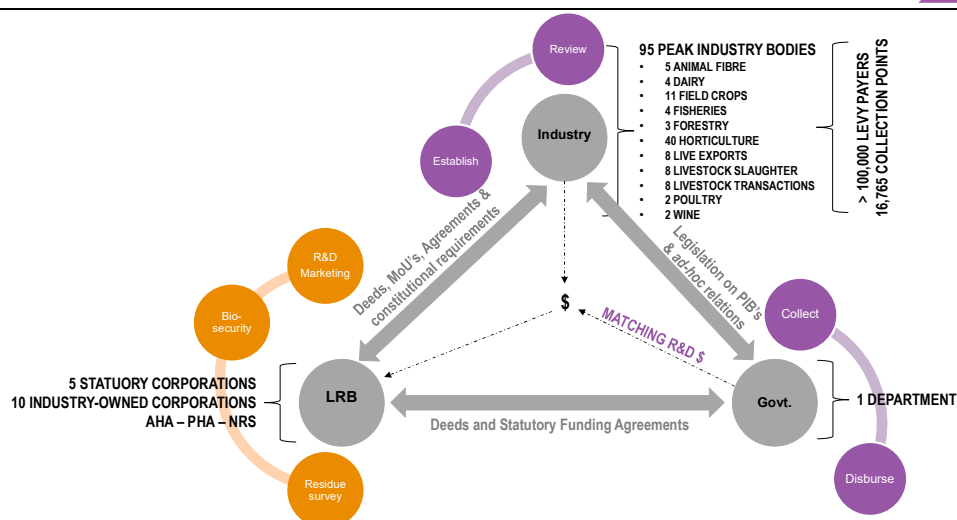 Review
Establish
Industry
95 PEAK INDUSTRY BODIES
• 5 ANIMAL FIBRE
• 4 DAIRY
• 11 FIELD CROPS
• 4 FISHERIES
• 3 FORESTRY
• 40 HORTICULTURE
• 8 LIVE EXPORTS
• 8 LIVESTOCK SLAUGHTER
• 8 LIVESTOCK TRANSACTIONS
• 2 POULTRY
• 2 WINE
> 100,000 LEVY PAYERS
16,765 COLLECTION POINTS
Deeds, MoU's, Agreements &
constitutional requirements
Legislation on PIB's
& ad-hoc relations
R&D
Marketing
Bio-
security
Residue
survey
$
MATCHING R&D $
Collect
Disburse
5 STATUORY CORPORATIONS
10 INDUSTRY-OWNED CORPORATIONS
AHA – PHA – NRS
LRB
Deeds and Statutory Funding Agreements
Govt.
1 DEPARTMENT